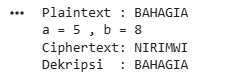 Plaintext : BAHAGIA
a = 5 , b = 8
Ciphertext: NIRIMWI
Dekripsi : BAHAGIA